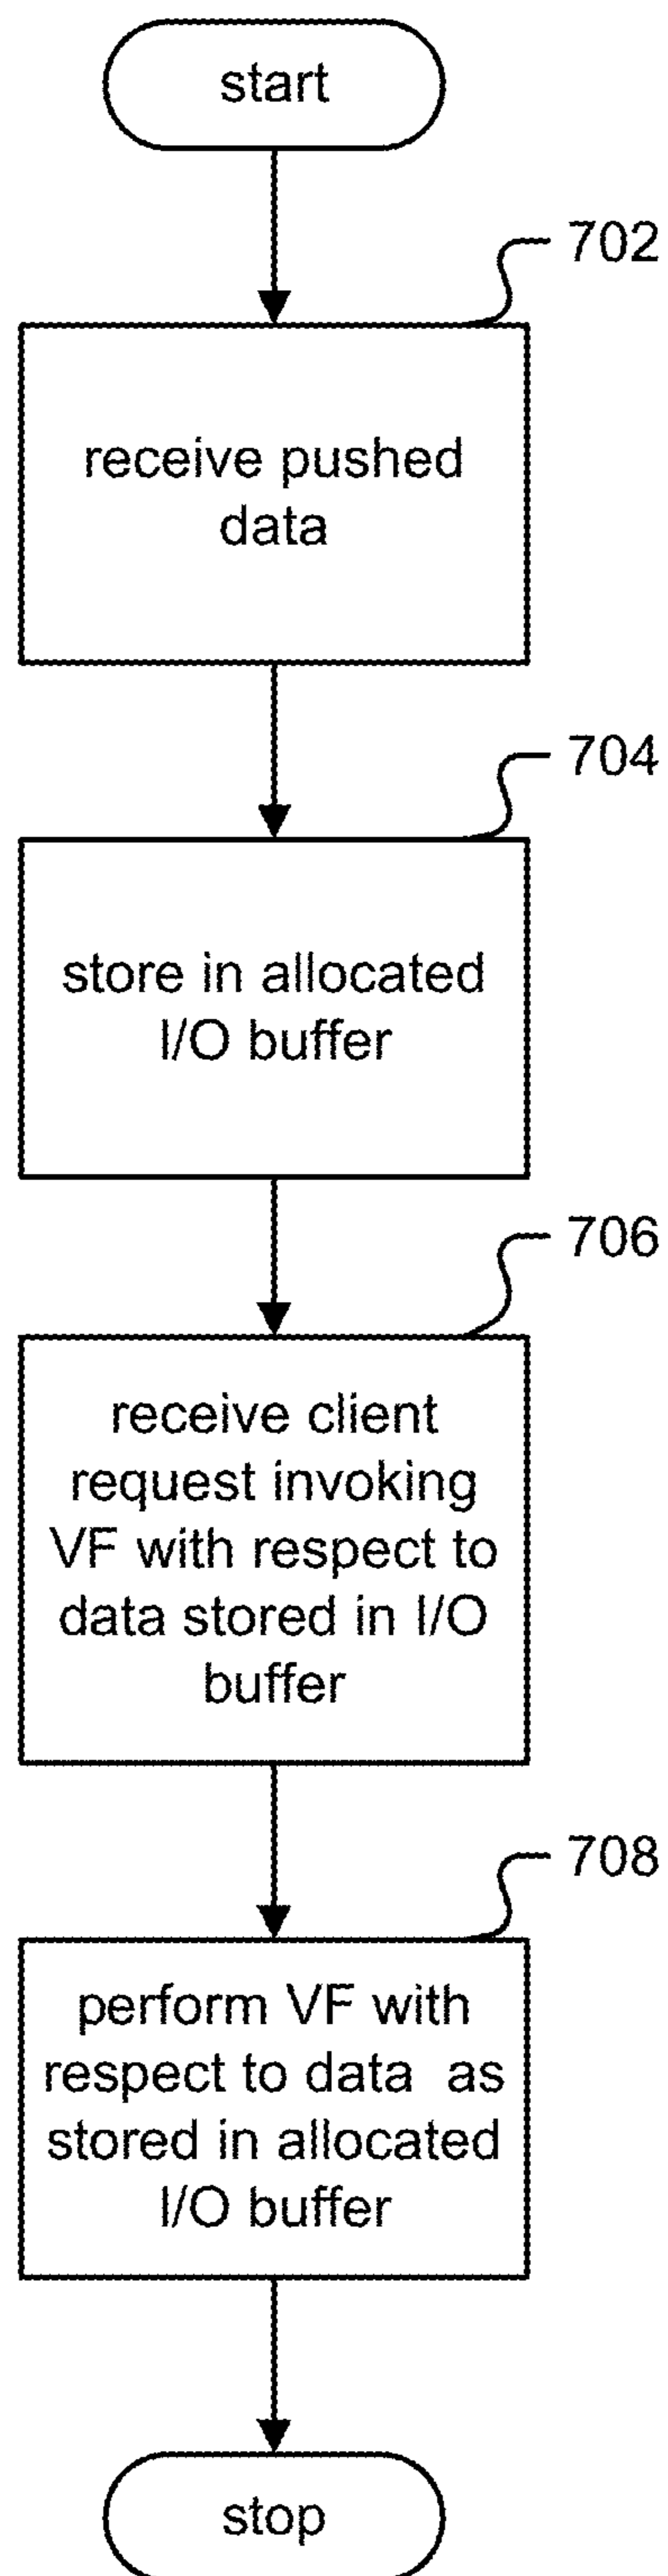 start
702
receive pushed
data
704
store in allocated
I/O buffer
706
receive client
request invoking
VF with respect to
data stored in I/O
buffer
708
perform VF with
respect to data as
stored in allocated
I/O buffer
stop